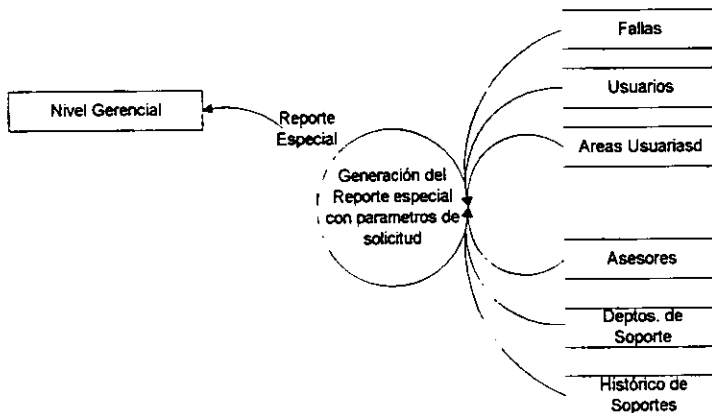 Fallas
Usuarios
Nivel Gerencial
Reporte
Especial
Areas Usuariasd
Generación del
Reporte especial
con parametros de
solicitud
Asesores
Deptos. de
Soporte
Histórico de
Soportes